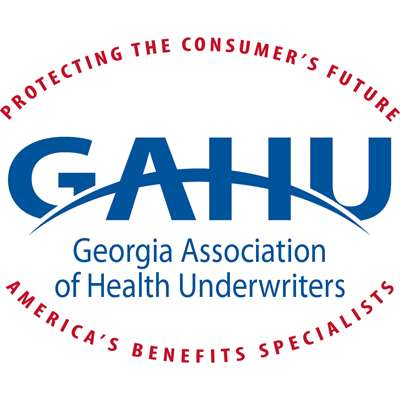 PROTECTING THE CONSUMER'S FUTURE
GAHU
Georgia Association
of Health Underwriters
AMERICA'S BENEFITS SPECIALISTS